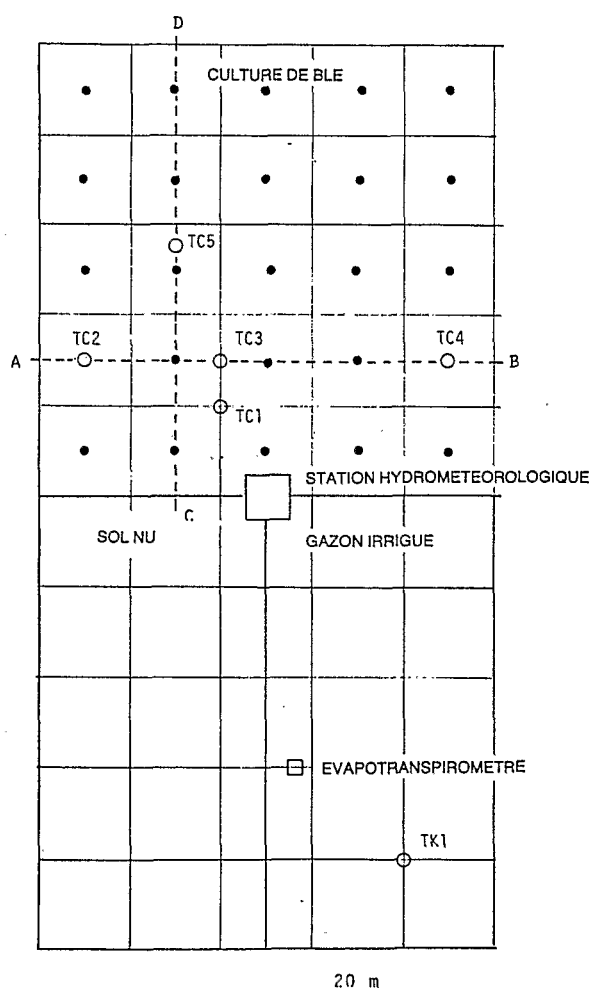 D
CULTURE DE BLE
TC5
TC2
TC3
TC4
A
B
TC1
STATION HYDROMETEOROLOGIQUE
C
SOL NU
GAZON IRRIGUE
EVAPOTRANSPIROMETRE
TK1
20 m